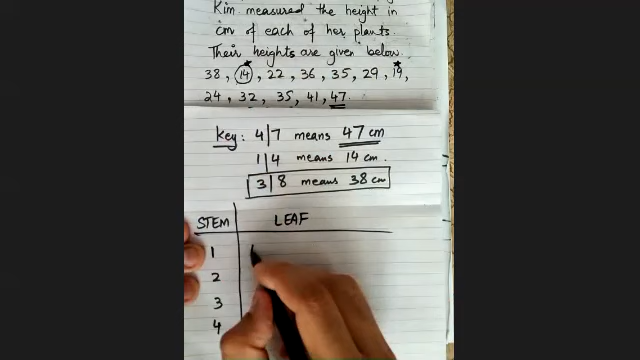 Kim measured the height in
cm of each of her plants.
Their heights are given below.
38, 14, 22, 36, 35, 29, 19,
24, 32, 35, 41, 47.
Key: 4|7 means 47 cm
1|4 means 14 cm.
3|8 means 38 cm
STEM LEAF
1
2
3
4